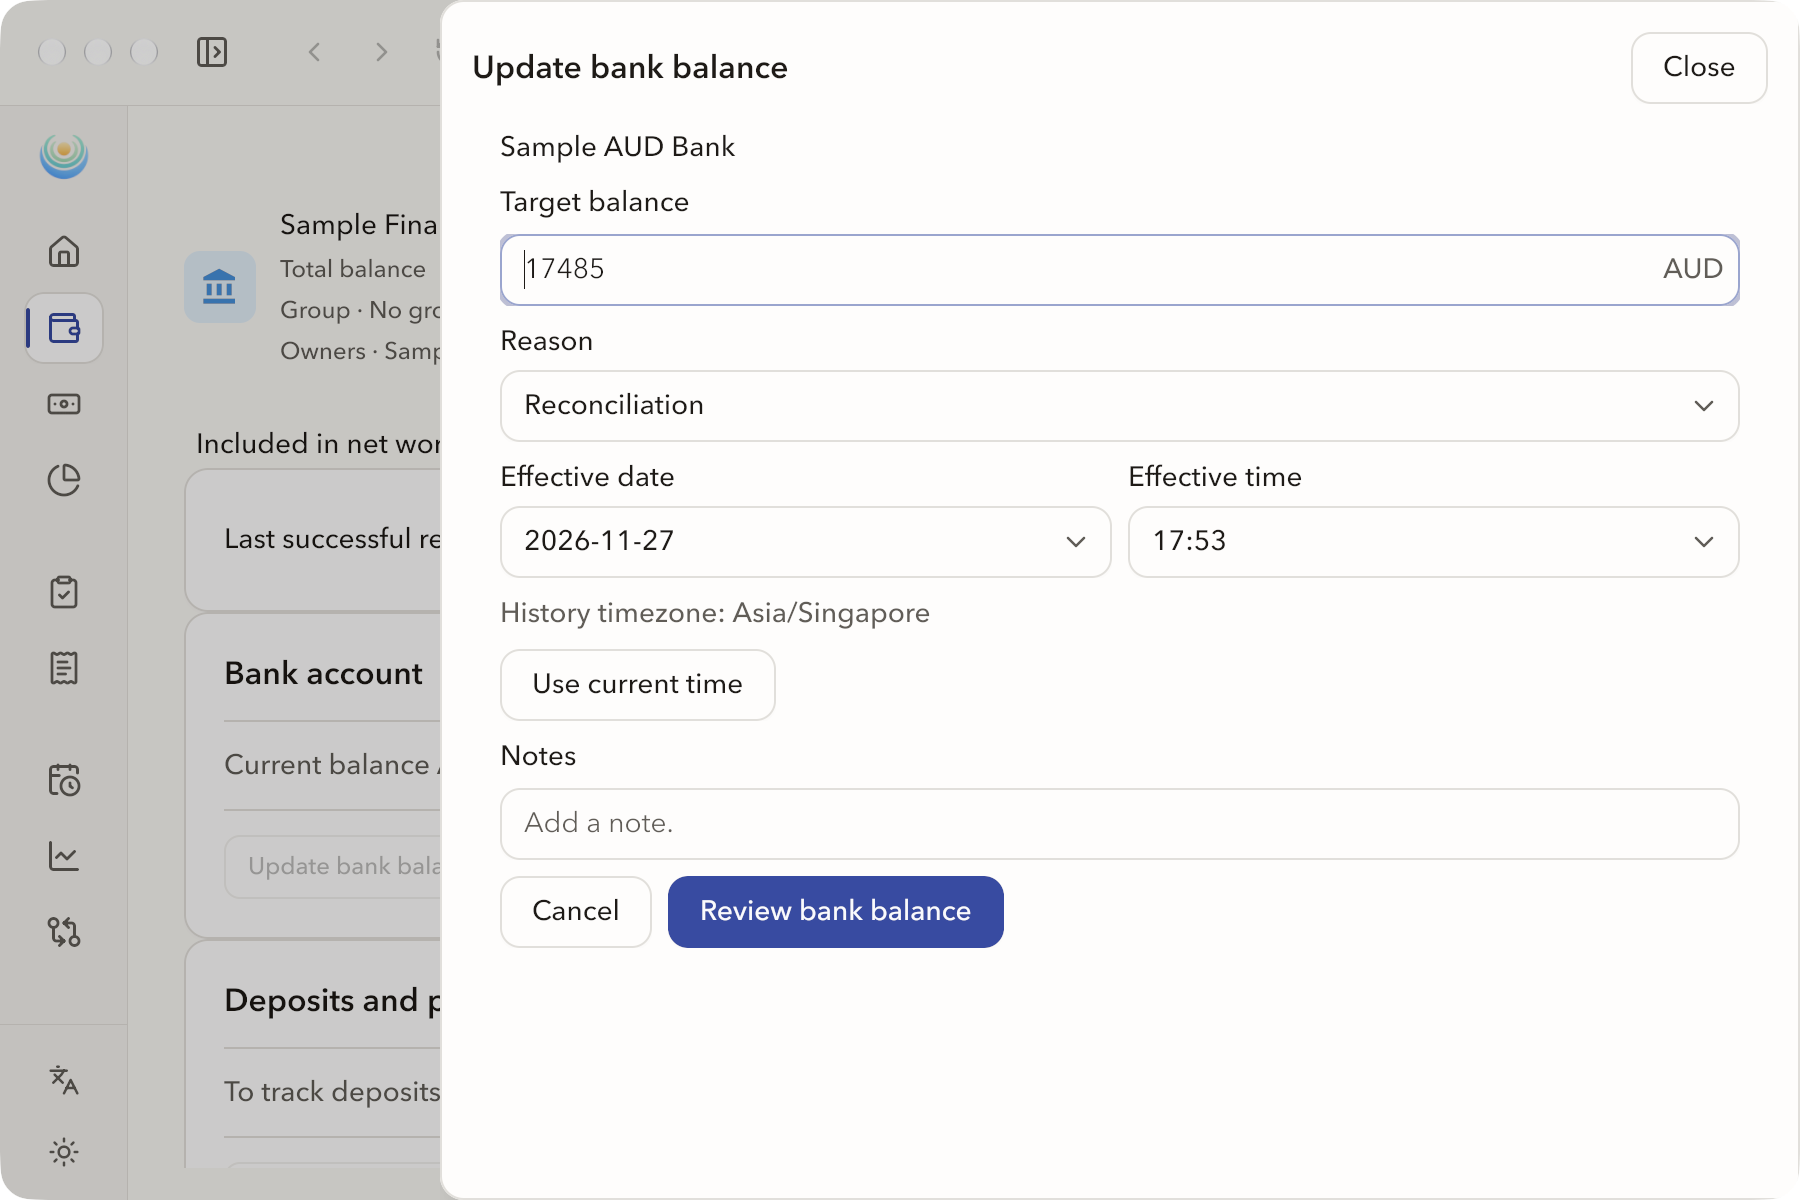 Update bank balance
Close
Sample AUD Bank
Target balance
17485
AUD
Reason
Reconciliation
Effective date
Effective time
2026-11-27
17:53
History timezone: Asia/Singapore
Use current time
Notes
Add a note.
Cancel
Review bank balance
Sample Fina
Total balance
Group · No gro
Owners · Samp
Included in net wor
Last successful re
Bank account
Current balance
Update bank bala
Deposits and p
To track deposits